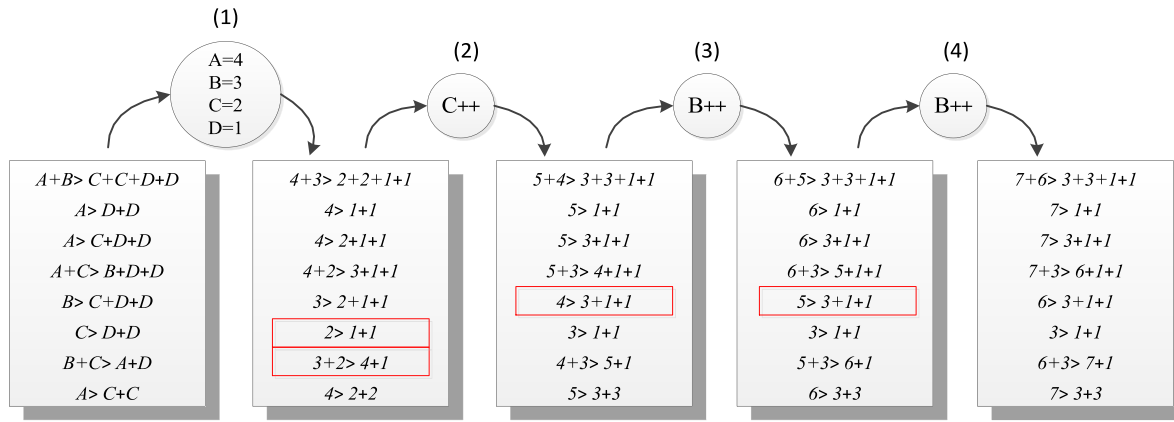 (1)
A=4
B=3
C=2
D=1
(2)
C++
(3)
B++
(4)
B++
A+B> C+C+D+D
A> D+D
A> C+D+D
A+C> B+D+D
B> C+D+D
C> D+D
B+C> A+D
A> C+C
4+3> 2+2+1+1
4> 1+1
4> 2+1+1
4+2> 3+1+1
3> 2+1+1
2> 1+1
3+2> 4+1
4> 2+2
5+4> 3+3+1+1
5> 1+1
5> 3+1+1
5+3> 4+1+1
4> 3+1+1
3> 1+1
4+3> 5+1
5> 3+3
6+5> 3+3+1+1
6> 1+1
6> 3+1+1
6+3> 5+1+1
5> 3+1+1
3> 1+1
5+3> 6+1
6> 3+3
7+6> 3+3+1+1
7> 1+1
7> 3+1+1
7+3> 6+1+1
6> 3+1+1
3> 1+1
6+3> 7+1
7> 3+3